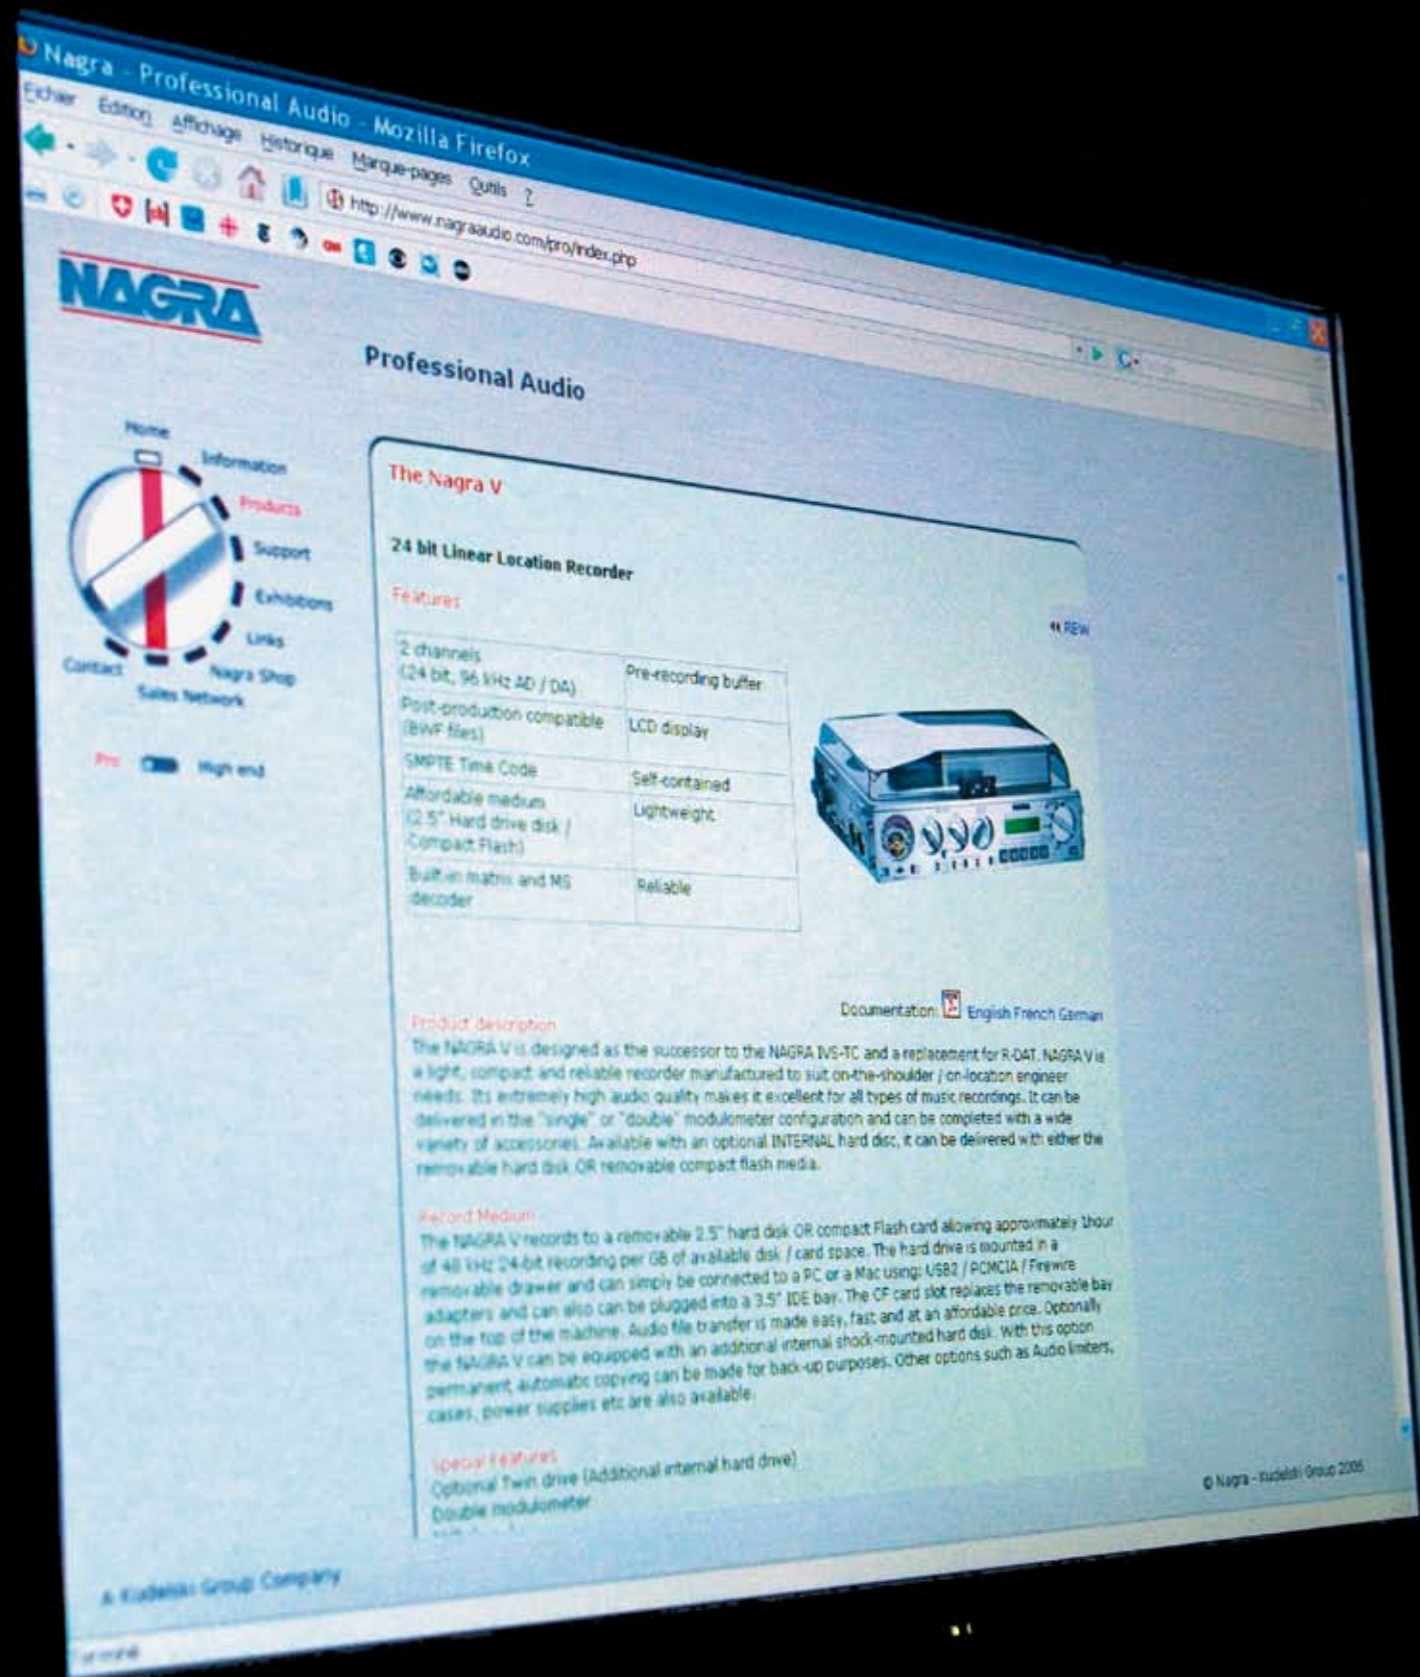 Nagra - Professional Audio - Mozilla Firefox
Fichier Édition Affichage Historique Marque-pages Outils ?
http://www.nagraaudio.com/pro/index.php
NAGRA
Professional Audio
Home
Information
Products
Support
Exhibitions
Links
Nagra Shop
Sales Network
Contact
Pro High end
The Nagra V
24 bit Linear Location Recorder
Features
REW
2 channels
(24 bit, 96 kHz AD / DA)
Pre-recording buffer
Post-production compatible
(BWF files)
LCD display
SMPTE Time Code
Self-contained
Affordable medium
(2.5" Hard drive disk /
Compact Flash)
Lightweight
Built-in matrix and MS
decoder
Reliable
Documentation: English French German
Product description
The NAGRA V is designed as the successor to the NAGRA IVS-TC and a replacement for R-DAT. NAGRA V is
a light, compact and reliable recorder manufactured to suit on-the-shoulder / on-location engineer
needs. Its extremely high audio quality makes it excellent for all types of music recordings. It can be
delivered in the "single" or "double" modulometer configuration and can be completed with a wide
variety of accessories. Available with an optional INTERNAL hard disc, it can be delivered with either the
removable hard disk OR removable compact flash media.
Record Medium
The NAGRA V records to a removable 2.5" hard disk OR compact Flash card allowing approximately 1hour
of 48 kHz 24-bit recording per GB of available disk / card space. The hard drive is mounted in a
removable drawer and can simply be connected to a PC or a Mac using: USB2 / PCMCIA / Firewire
adapters and can also can be plugged into a 3.5" IDE bay. The CF card slot replaces the removable bay
on the top of the machine. Audio file transfer is made easy, fast and at an affordable price. Optionally
the NAGRA V can be equipped with an additional internal shock-mounted hard disk. With this option
permanent automatic copying can be made for back-up purposes. Other options such as Audio limiters,
cases, power supplies etc are also available.
Special Features
Optional Twin drive (Additional internal hard drive)
Double modulometer
© Nagra - Kudelski Group 2006
A Kudelski Group Company
Terminé